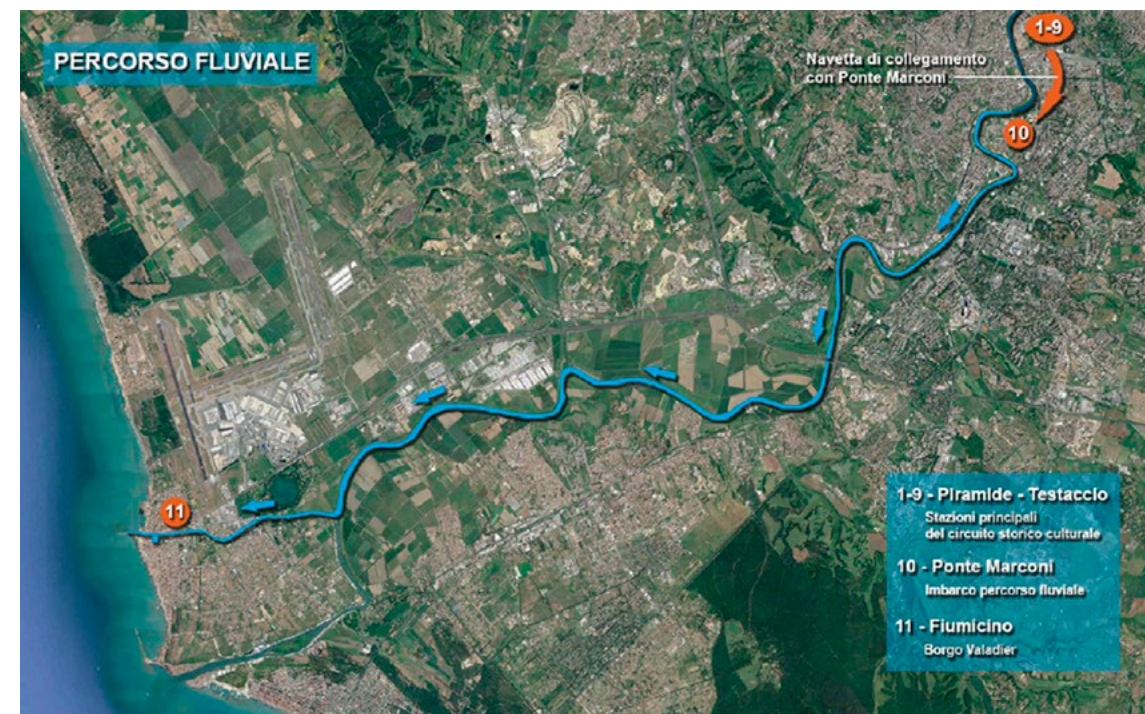 PERCORSO FLUVIALE
1-9
Navetta di collegamento
con Ponte Marconi
10
11
1-9 - Piramide - Testaccio
Stazioni principali
del circuito storico culturale
10 - Ponte Marconi
Imbarco percorso fluviale
11 - Fiumicino
Borgo Valadier